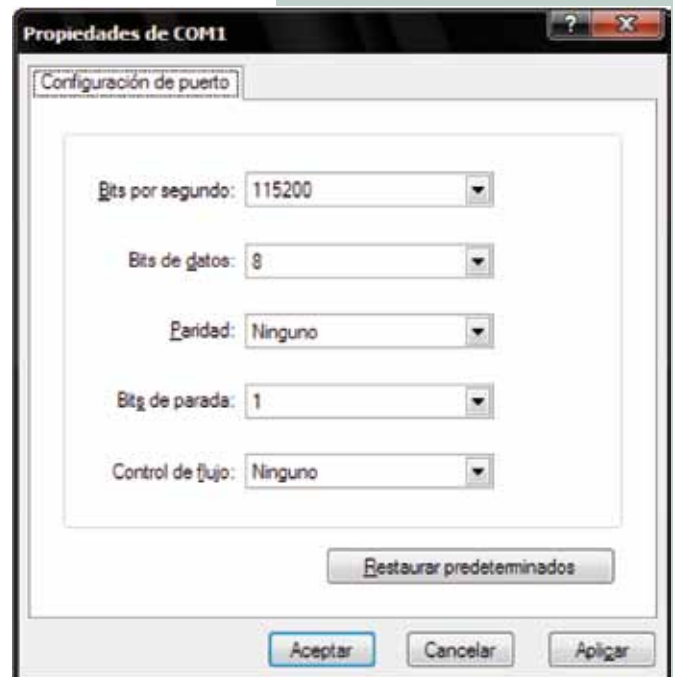 Propiedades de COM1
?
Configuración de puerto
Bits por segundo: 115200
Bits de datos: 8
Paridad: Ninguno
Bits de parada: 1
Control de flujo: Ninguno
Restaurar predeterminados
Aceptar Cancelar Aplicar